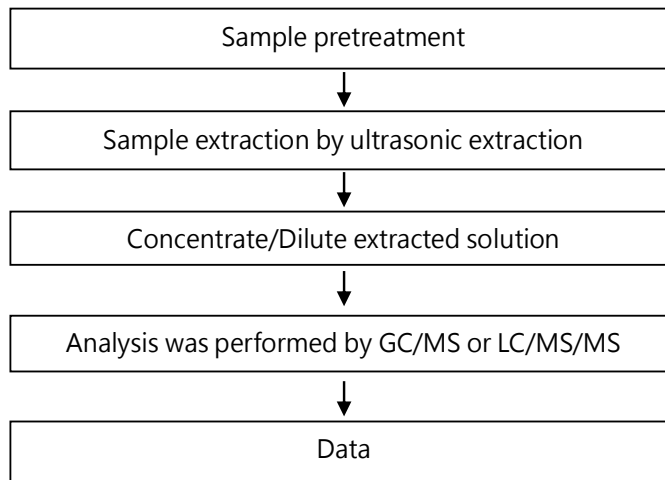 Sample pretreatment
Sample extraction by ultrasonic extraction
Concentrate/Dilute extracted solution
Analysis was performed by GC/MS or LC/MS/MS
Data